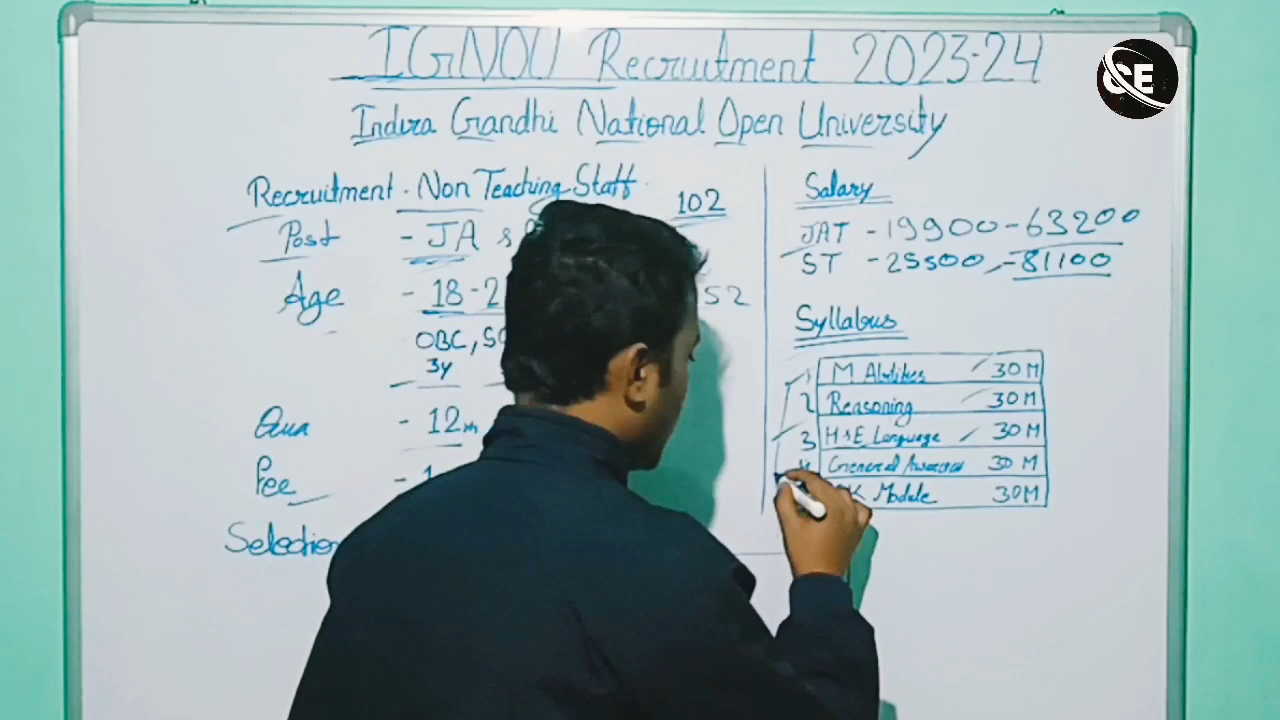 IGNOU Recruitment 2023-24
CE
Indira Gandhi National Open University
Recruitment - Non Teaching Staff
102
Post - JA &
Age - 18-2
52
OBC, SC
3y
Qua - 12th
Fee - 1
Selection
Salary
JAT - 19900 - 63200
ST - 25500 - 81100
Syllabus
1 M Abilities 30 M
2 Reasoning 30 M
3 H & E Language 30 M
General Awareness 30 M
K Module 30 M